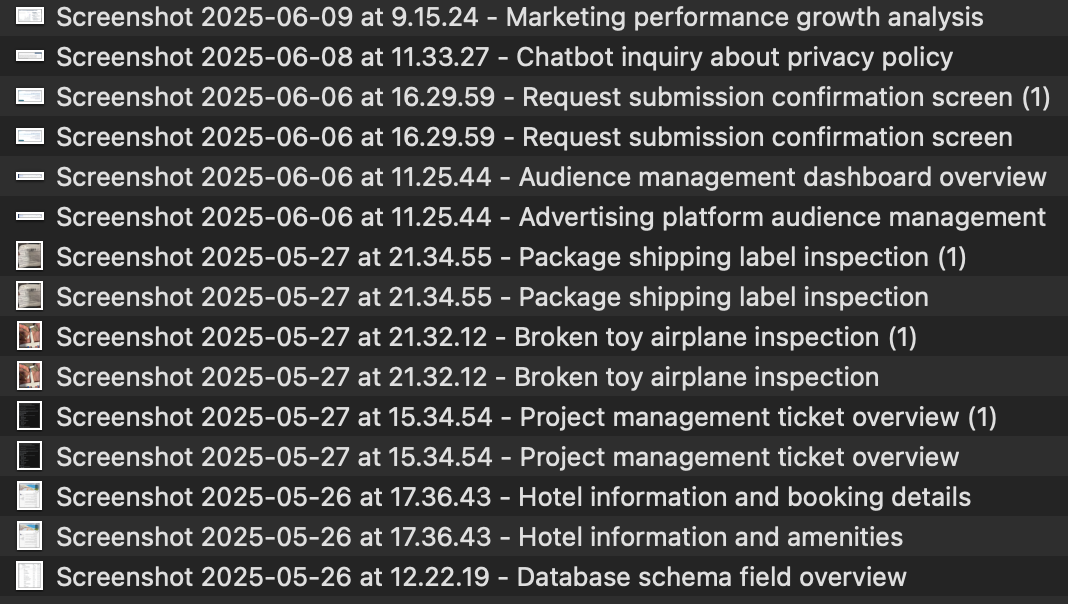 Screenshot 2025-06-09 at 9.15.24 - Marketing performance growth analysis
Screenshot 2025-06-08 at 11.33.27 - Chatbot inquiry about privacy policy
Screenshot 2025-06-06 at 16.29.59 - Request submission confirmation screen (1)
Screenshot 2025-06-06 at 16.29.59 - Request submission confirmation screen
Screenshot 2025-06-06 at 11.25.44 - Audience management dashboard overview
Screenshot 2025-06-06 at 11.25.44 - Advertising platform audience management
Screenshot 2025-05-27 at 21.34.55 - Package shipping label inspection (1)
Screenshot 2025-05-27 at 21.34.55 - Package shipping label inspection
Screenshot 2025-05-27 at 21.32.12 - Broken toy airplane inspection (1)
Screenshot 2025-05-27 at 21.32.12 - Broken toy airplane inspection
Screenshot 2025-05-27 at 15.34.54 - Project management ticket overview (1)
Screenshot 2025-05-27 at 15.34.54 - Project management ticket overview
Screenshot 2025-05-26 at 17.36.43 - Hotel information and booking details
Screenshot 2025-05-26 at 17.36.43 - Hotel information and amenities
Screenshot 2025-05-26 at 12.22.19 - Database schema field overview